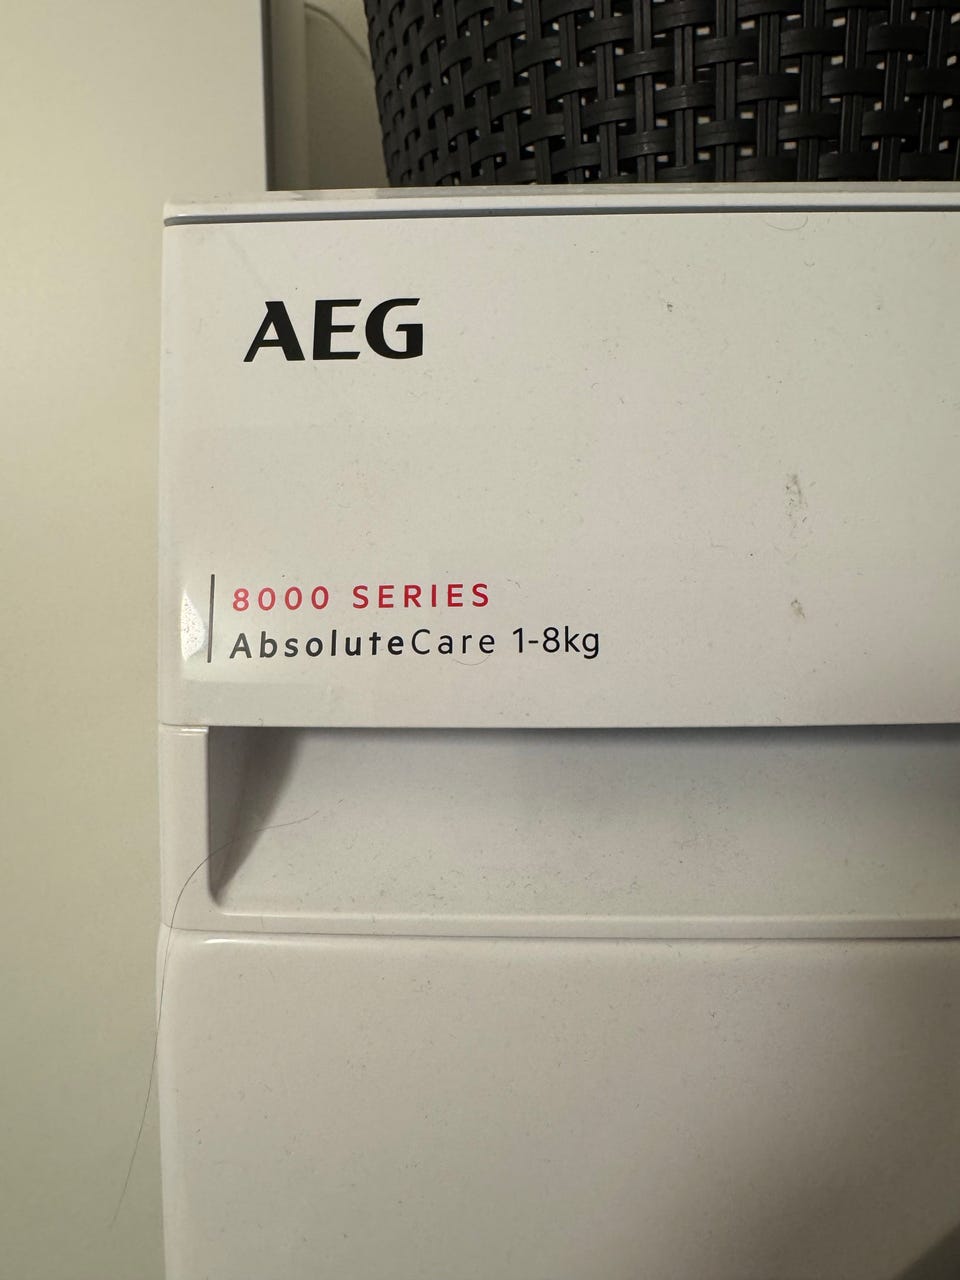 AEG
8000 SERIES
AbsoluteCare 1-8kg